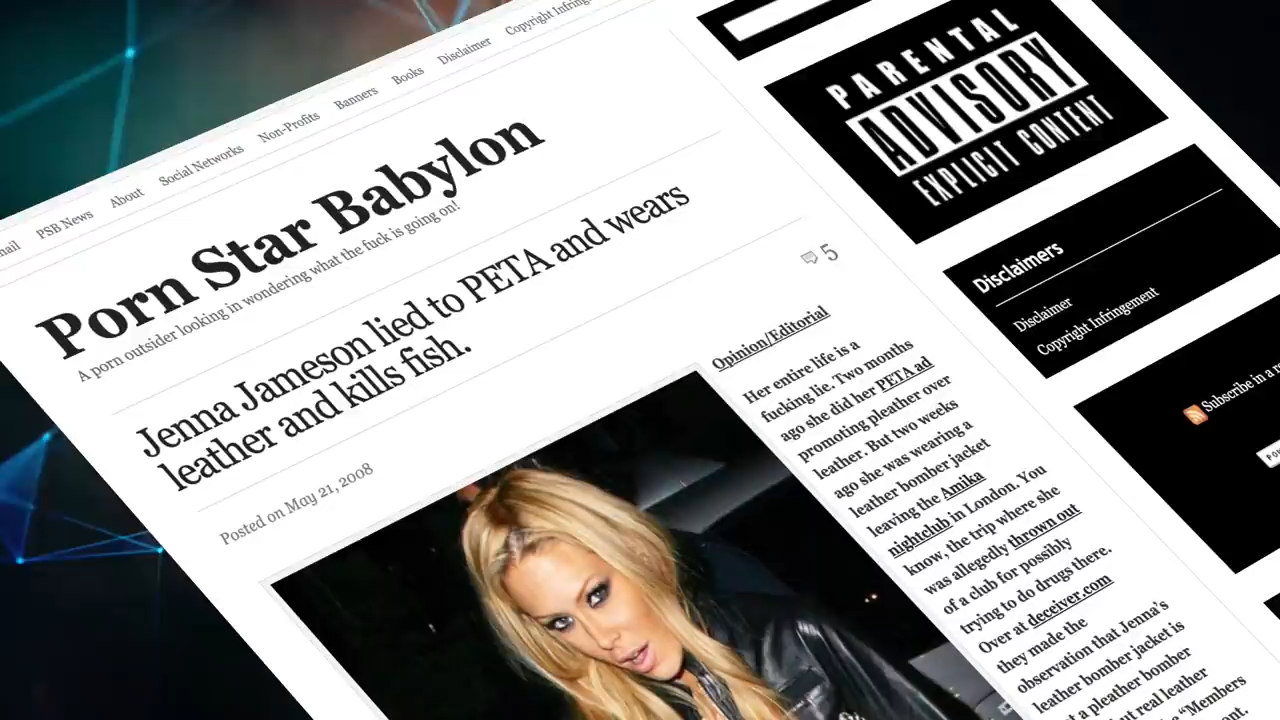 PSB News
About
Social Networks
Non-Profits
Banners
Books
Disclaimer
Porn Star Babylon
A porn outsider looking in wondering what the fuck is going on!
Jenna Jameson lied to PETA and wears
leather and kills fish.
Posted on May 21, 2008
5
Opinion/Editorial
Her entire life is a
fucking lie. Two months
ago she did her PETA ad
promoting pleather over
leather. But two weeks
ago she was wearing a
leather bomber jacket
leaving the Amika
nightclub in London. You
know, the trip where she
was allegedly thrown out
of a club for possibly
trying to do drugs there.
Over at deceiver.com
they made the
observation that Jenna's
leather bomber jacket is
a pleather bomber
real leather
"Members
PARENTAL
ADVISORY
EXPLICIT CONTENT
Disclaimers
Disclaimer
Copyright Infringement
Subscribe in a